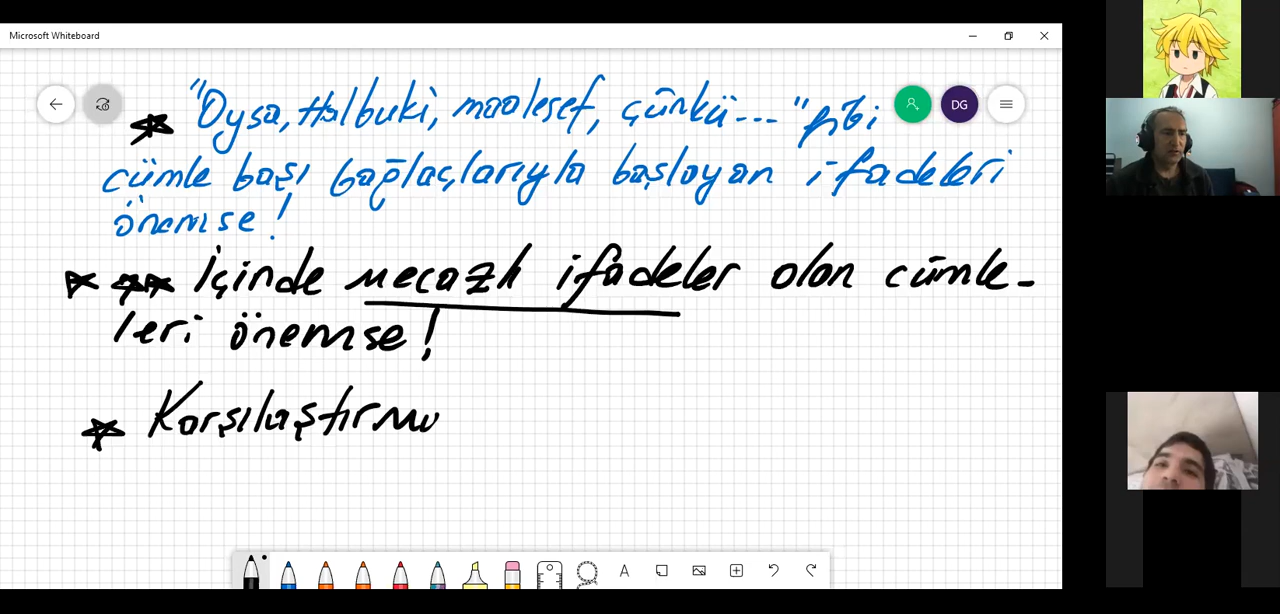 Microsoft Whiteboard
"Oysa, Halbuki, maalesef, çünkü..." gibi
DG
cümle başı bağlaçlarıyla başlayan ifadeleri
önemse!
İçinde mecazlı ifadeler olan cümle-
leri önemse!
Karşılaştırma
A